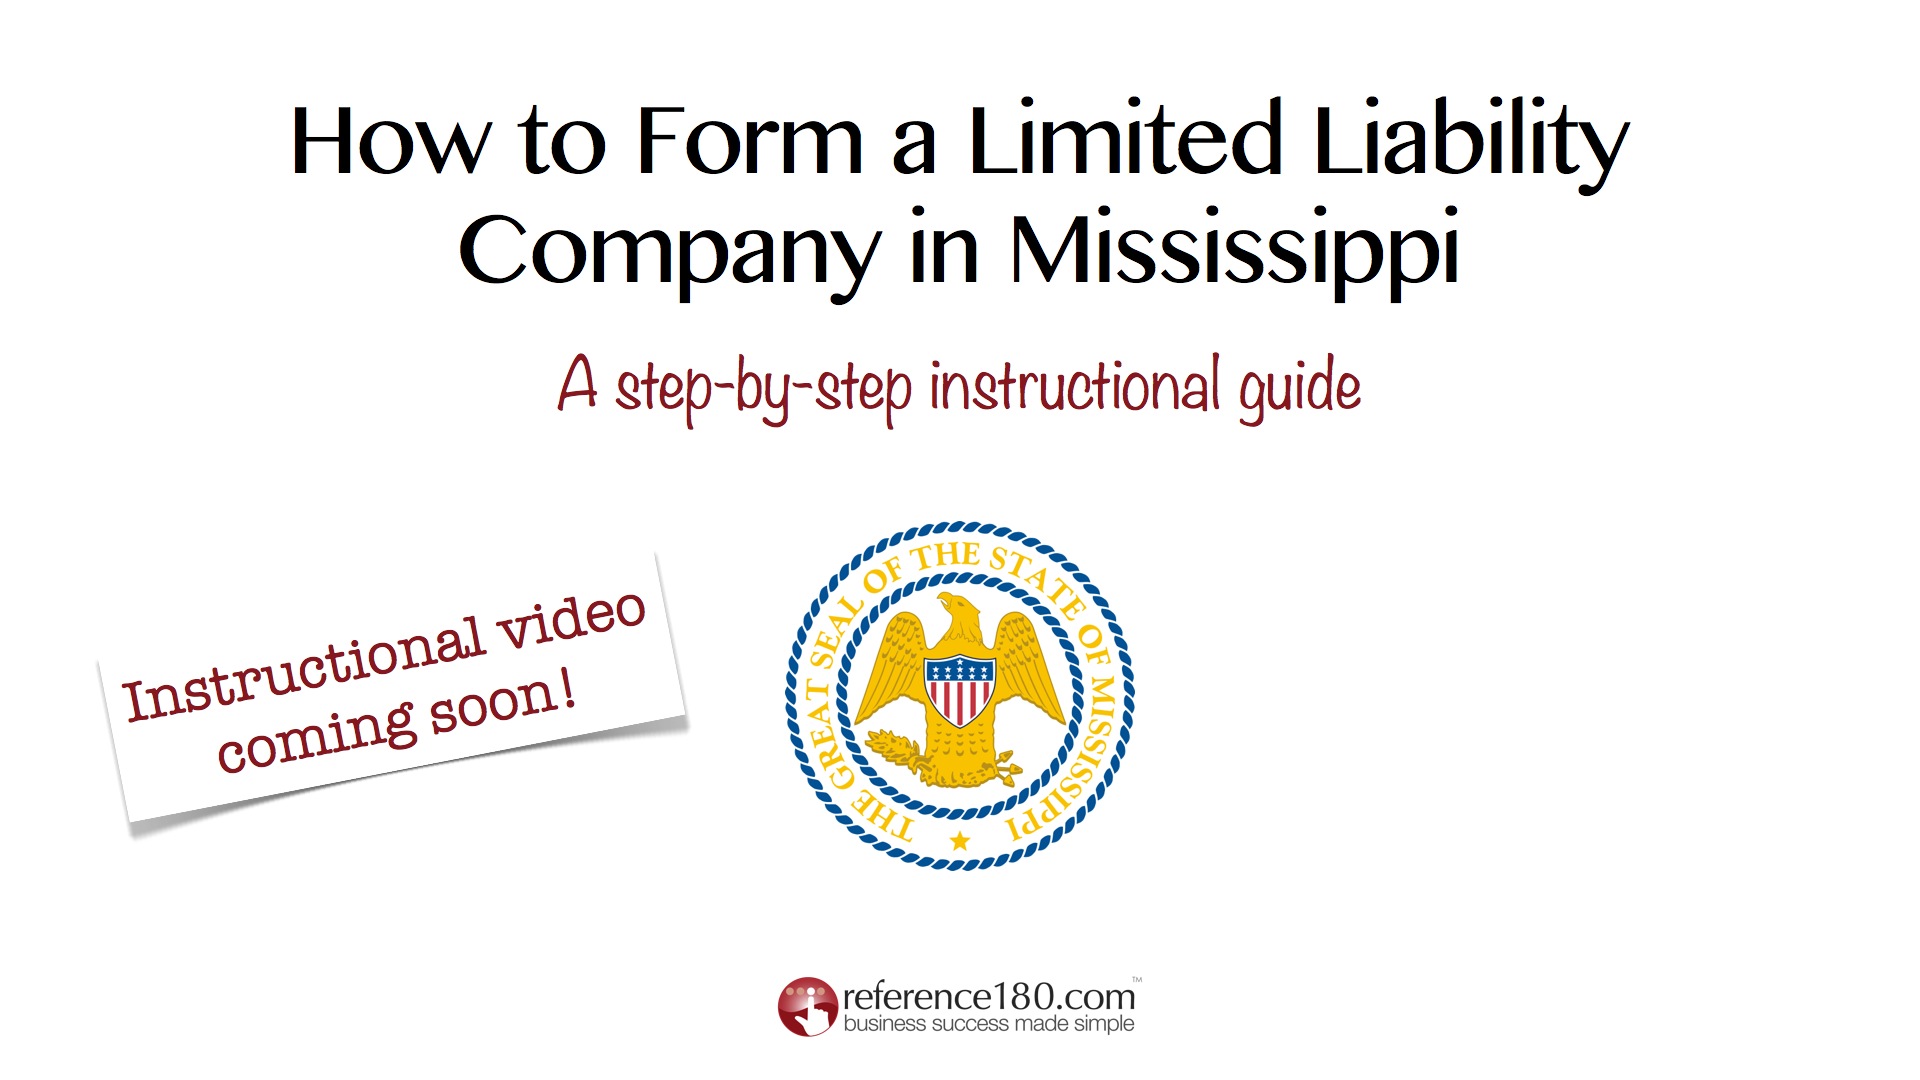 How to Form a Limited Liability
Company in Mississippi
A step-by-step instructional guide
Instructional video
coming soon!
THE GREAT SEAL OF THE STATE OF MISSISSIPPI
reference180.com™
business success made simple